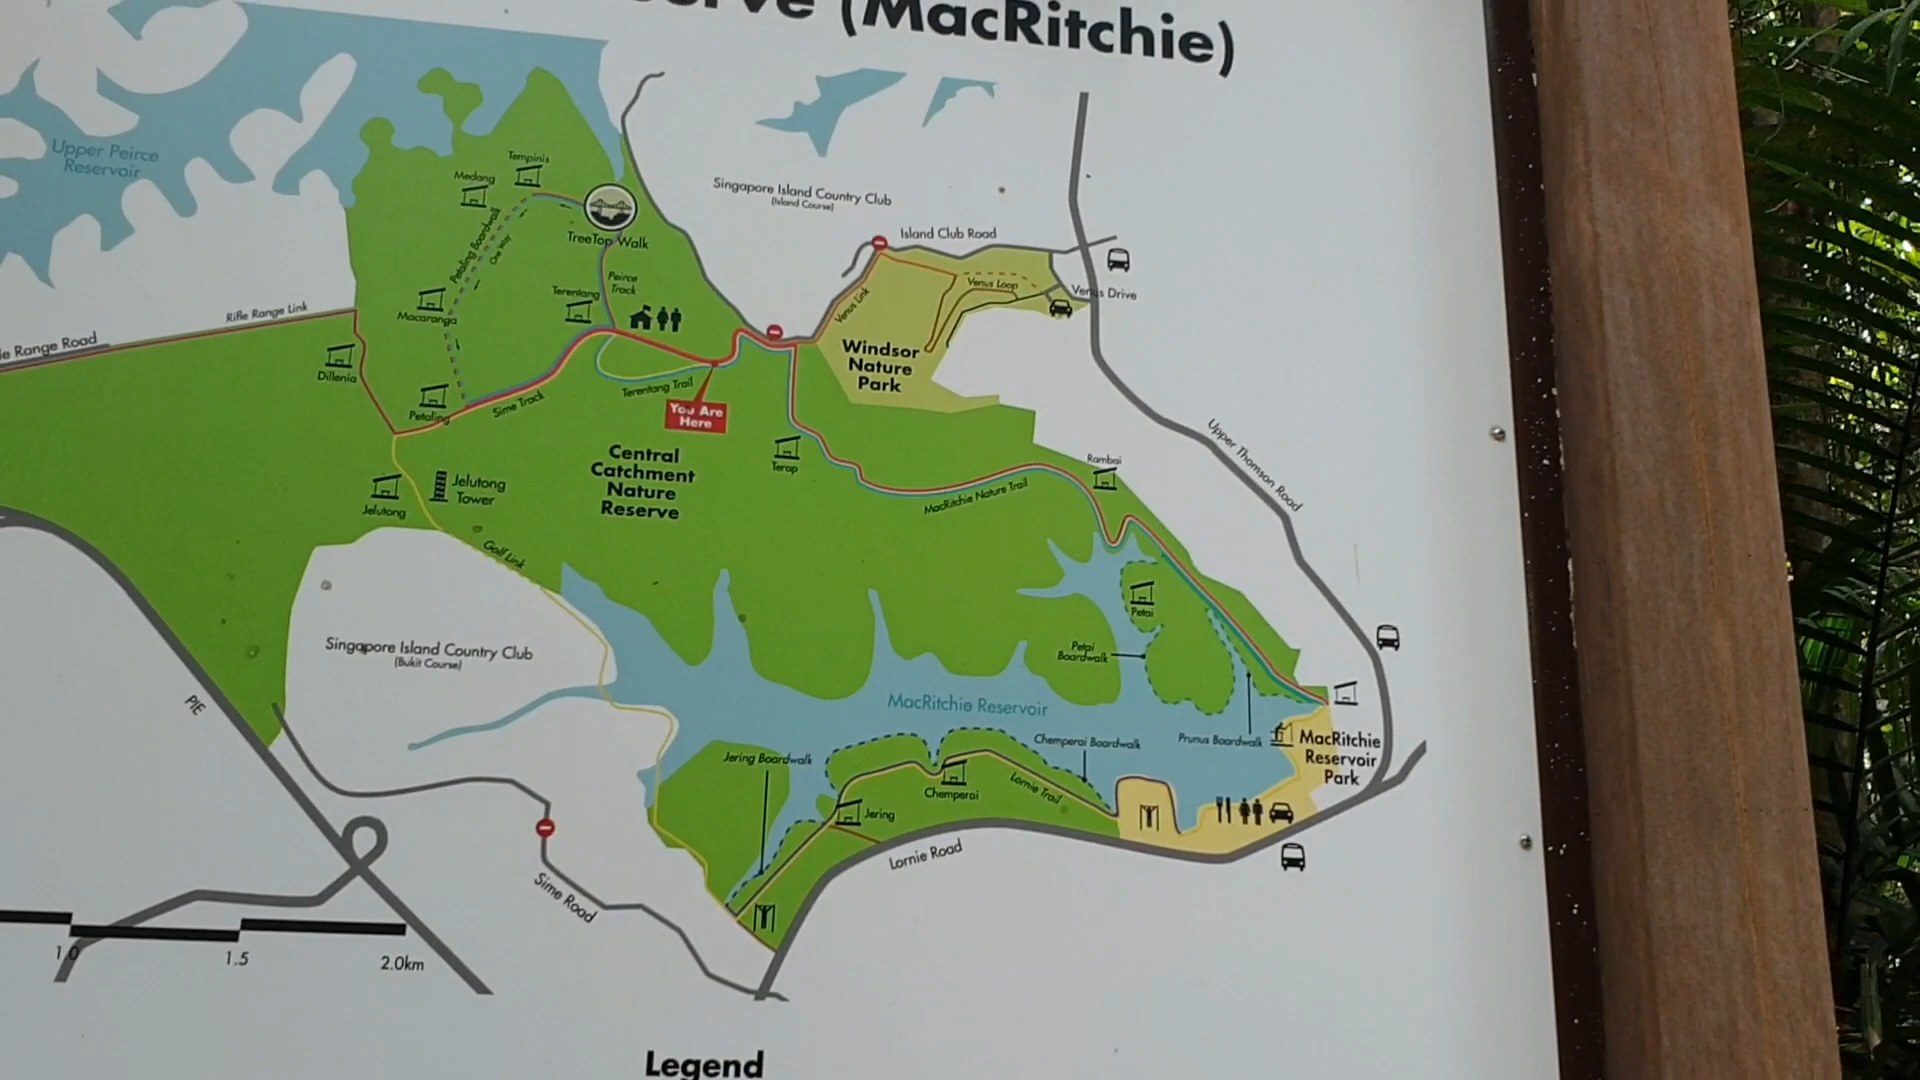 (MacRitchie)
Upper Peirce
Reservoir
Tempinis
Medang
Singapore Island Country Club
(Island Course)
Island Club Road
TreeTop Walk
Petaling Boardwalk
One Way
Peirce
Track
Terentang
Venus Link
Venus Loop
Venus Drive
Macaranga
Rifle Range Link
Range Road
Dillenia
Windsor
Nature
Park
Terentang Trail
You Are
Here
Petaling
Sime Track
Central
Catchment
Nature
Reserve
Terap
Rambai
Upper Thomson Road
MacRitchie Nature Trail
Jelutong
Tower
Jelutong
Golf Link
Petai
Petai
Boardwalk
Singapore Island Country Club
(Bukit Course)
PIE
MacRitchie Reservoir
Jering Boardwalk
Chemperai Boardwalk
Prunus Boardwalk
MacRitchie
Reservoir
Park
Chemperai
Lornie Trail
Jering
Lornie Road
Sime Road
1.0
1.5
2.0km
Legend